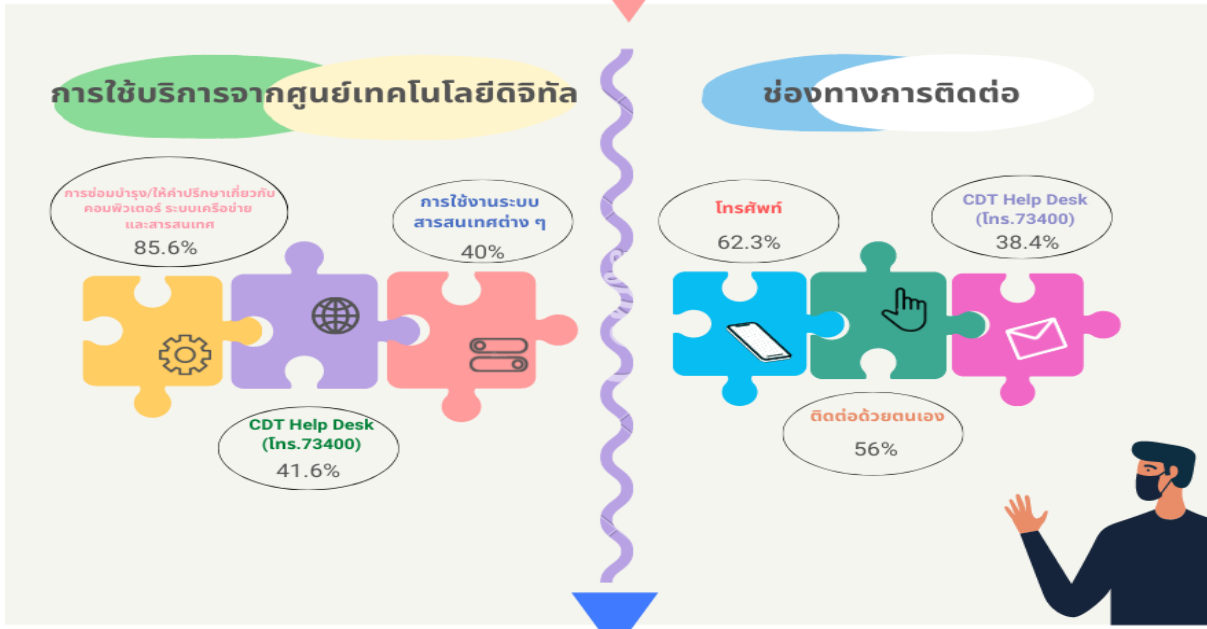 การใช้บริการจากศูนย์เทคโนโลยีดิจิทัล
การซ่อมบำรุง/ให้คำปรึกษาเกี่ยวกับ
คอมพิวเตอร์ ระบบเครือข่าย
และสารสนเทศ
85.6%
การใช้งานระบบ
สารสนเทศต่าง ๆ
40%
CDT Help Desk
(โทร.73400)
41.6%
ช่องทางการติดต่อ
โทรศัพท์
62.3%
CDT Help Desk
(โทร.73400)
38.4%
ติดต่อด้วยตนเอง
56%